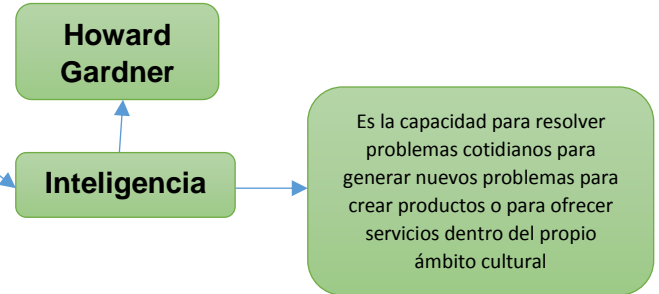 Howard
Gardner
Inteligencia
Es la capacidad para resolver
problemas cotidianos para
generar nuevos problemas para
crear productos o para ofrecer
servicios dentro del propio
ámbito cultural